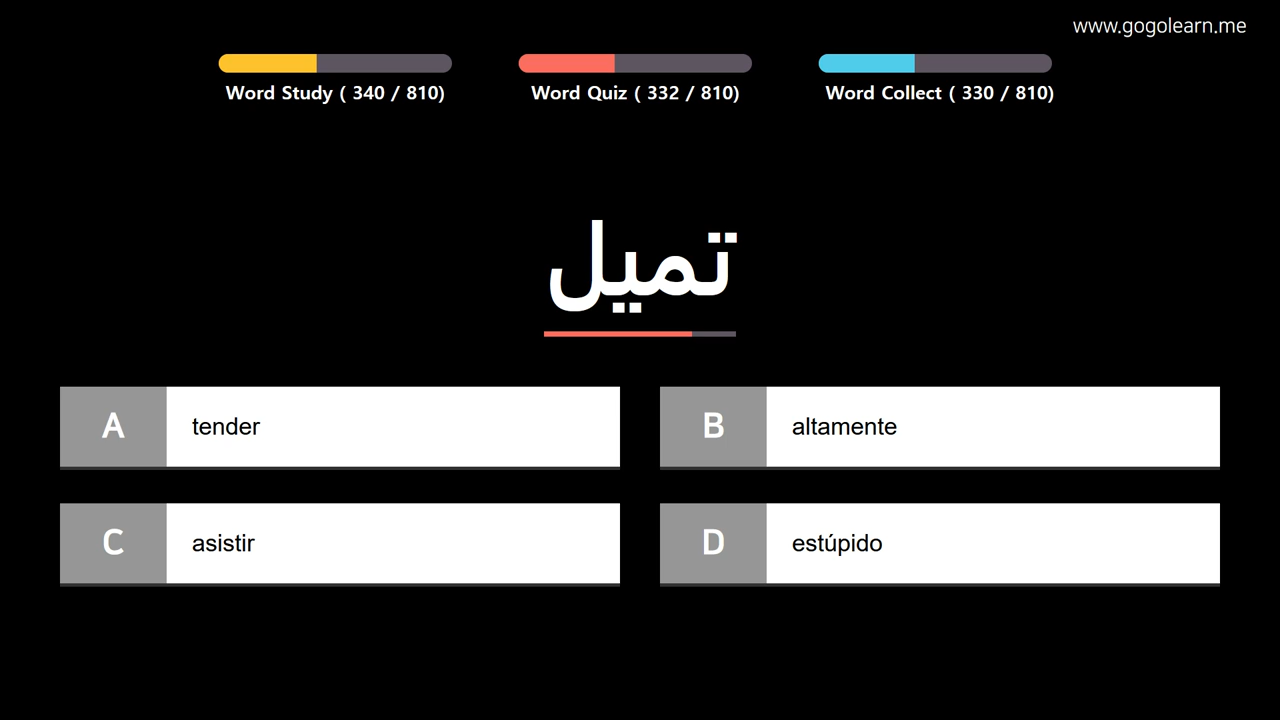 www.gogolearn.me
Word Study ( 340 / 810)
Word Quiz ( 332 / 810)
Word Collect ( 330 / 810)
تميل
A
tender
B
altamente
C
asistir
D
estúpido